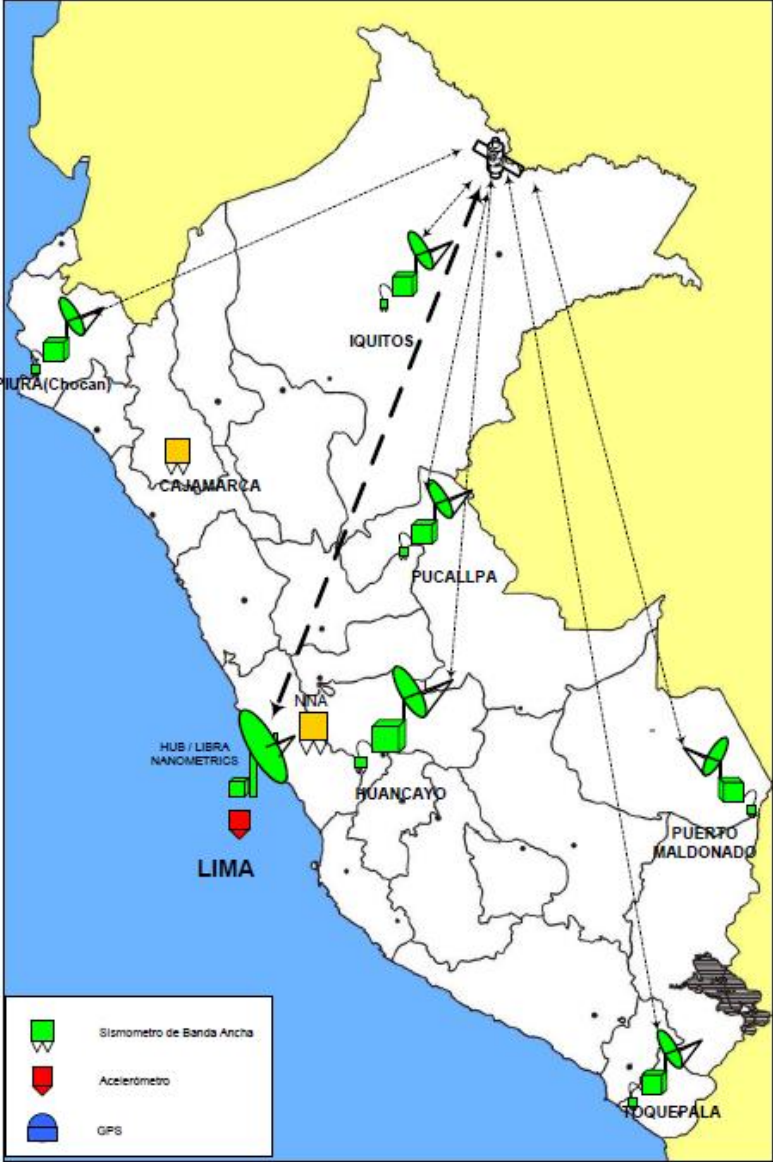 IQUITOS
PIURA(Chocan)
CAJAMARCA
PUCALLPA
NNA
HUB / LIBRA
NANOMETRICS
HUANCAYO
PUERTO
MALDONADO
LIMA
Sismometro de Banda Ancha
Acelerómetro
GPS
TOQUEPALA